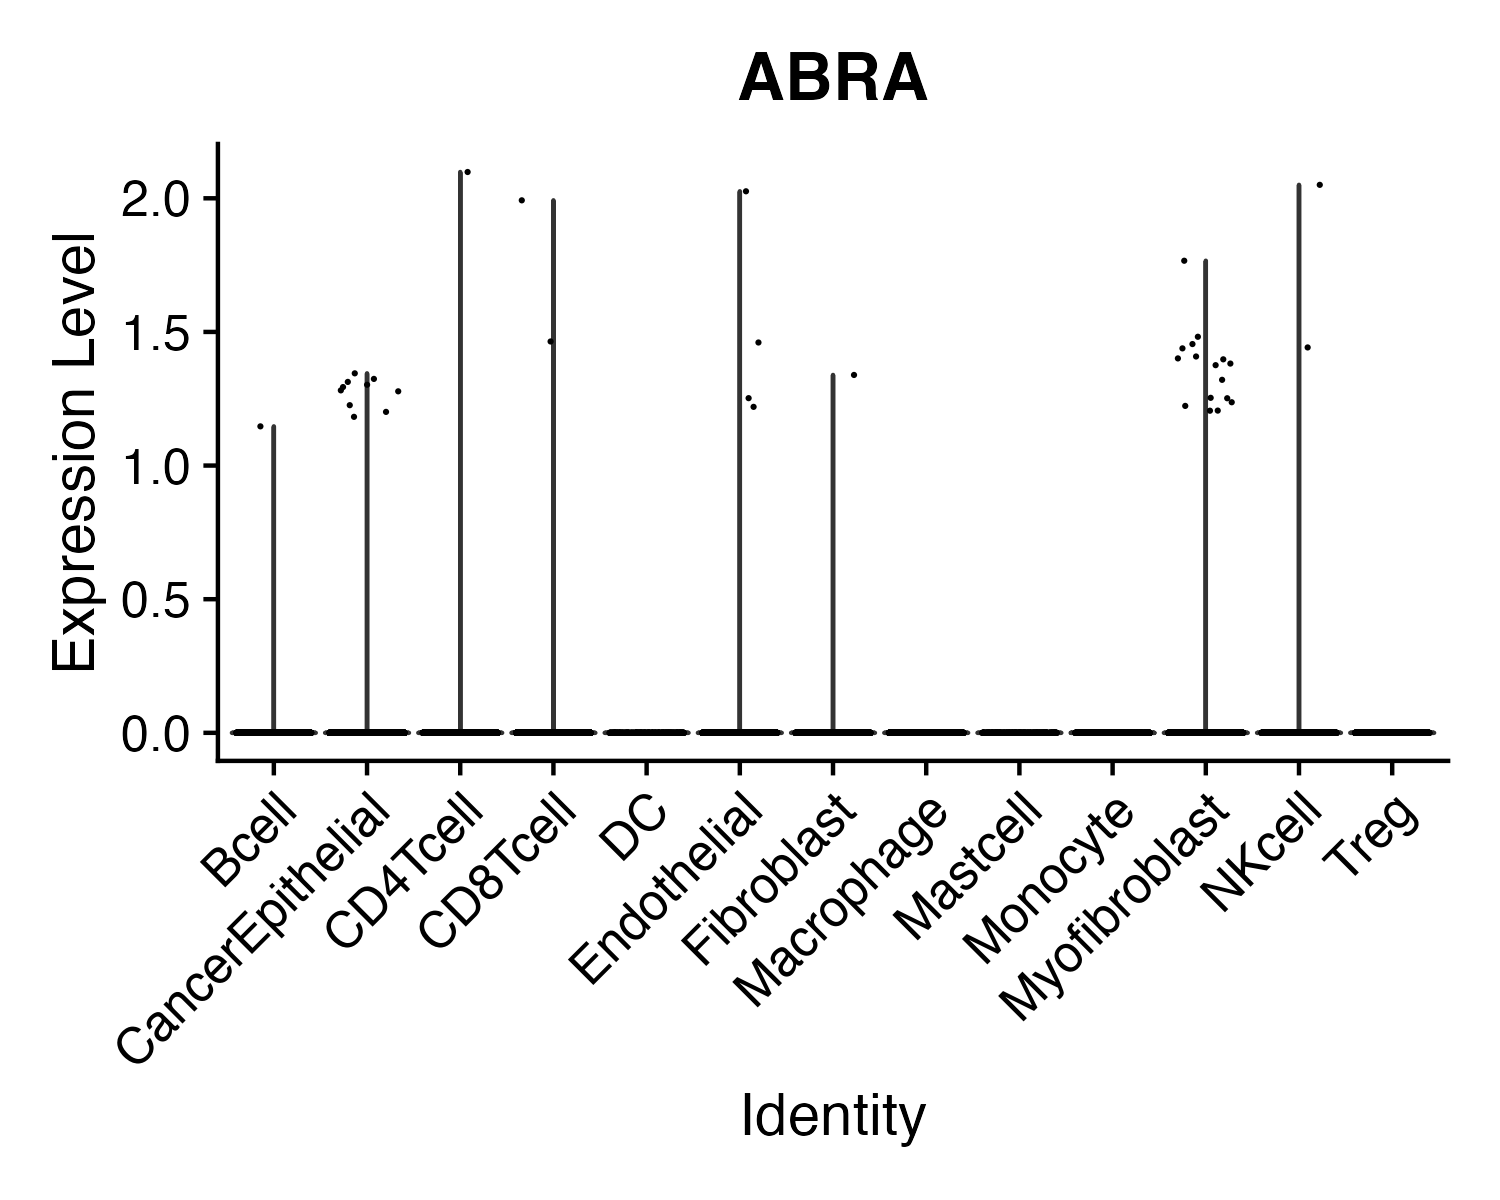 ABRA
Expression Level
2.0
1.5
1.0
0.5
0.0
Bcell
CancerEpithelial
CD4Tcell
CD8Tcell
DC
Endothelial
Fibroblast
Macrophage
Mastcell
Monocyte
Myofibroblast
NKcell
Treg
Identity